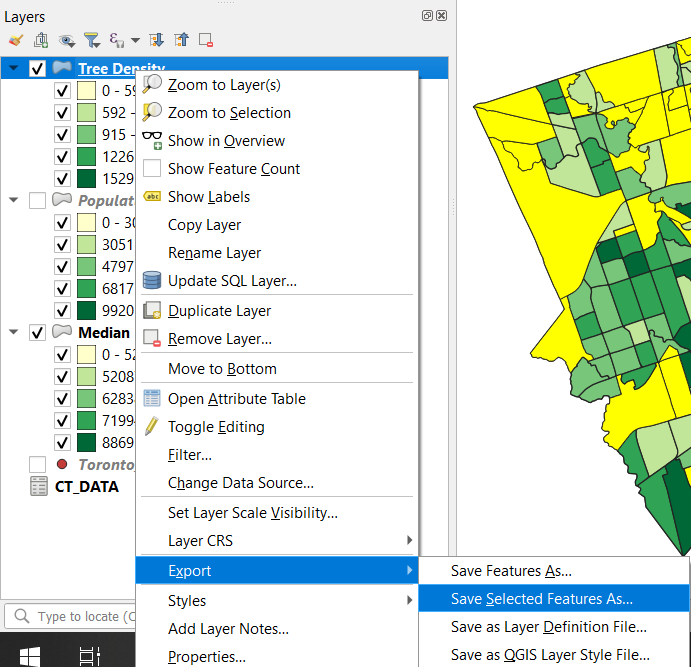 Layers
Tree Density
0 - 59
592 -
915 -
1226
1529
Populat
0 - 30
3051
4797
6817
9920
Median
0 - 52
5208
6283
7199
8869
Toronto
CT_DATA
Type to locate (C
Zoom to Layer(s)
Zoom to Selection
Show in Overview
Show Feature Count
abc Show Labels
Copy Layer
Rename Layer
Update SQL Layer...
Duplicate Layer
Remove Layer...
Move to Bottom
Open Attribute Table
Toggle Editing
Filter...
Change Data Source...
Set Layer Scale Visibility...
Layer CRS
Export
Styles
Add Layer Notes...
Properties...
Save Features As...
Save Selected Features As...
Save as Layer Definition File...
Save as QGIS Layer Style File...